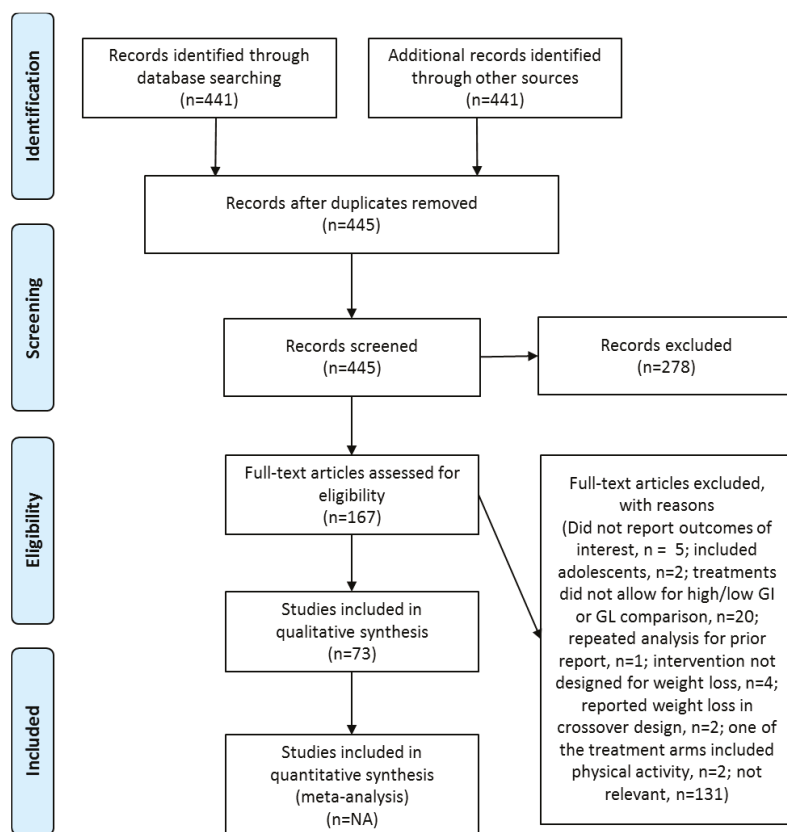 Identification
Records identified through
database searching
(n=441)
Additional records identified
through other sources
(n=441)
Records after duplicates removed
(n=445)
Screening
Records screened
(n=445)
Records excluded
(n=278)
Eligibility
Full-text articles assessed for
eligibility
(n=167)
Full-text articles excluded,
with reasons
(Did not report outcomes of
interest, n = 5; included
adolescents, n=2; treatments
did not allow for high/low GI
or GL comparison, n=20;
repeated analysis for prior
report, n=1; intervention not
designed for weight loss, n=4;
reported weight loss in
crossover design, n=2; one of
the treatment arms included
physical activity, n=2; not
relevant, n=131)
Studies included in
qualitative synthesis
(n=73)
Included
Studies included in
quantitative synthesis
(meta-analysis)
(n=NA)